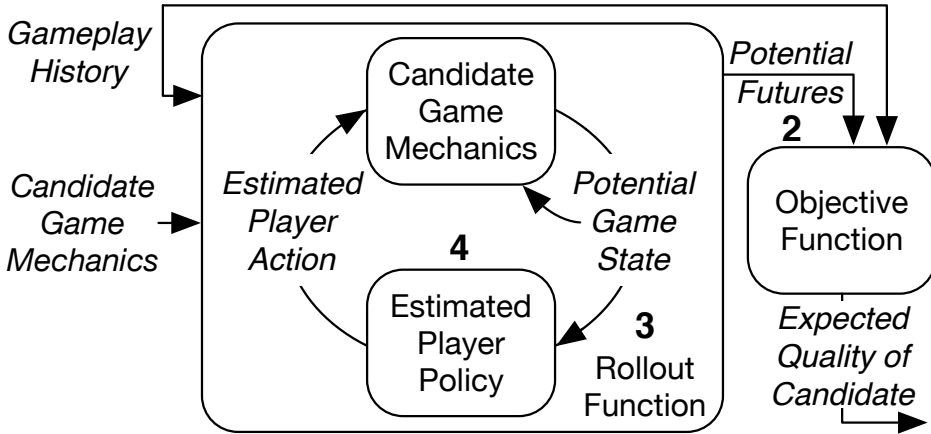 Gameplay
History
Candidate
Game
Mechanics
Candidate
Game
Mechanics
Estimated
Player
Action
Potential
Game
State
4
Estimated
Player
Policy
3
Rollout
Function
Potential
Futures
2
Objective
Function
Expected
Quality of
Candidate